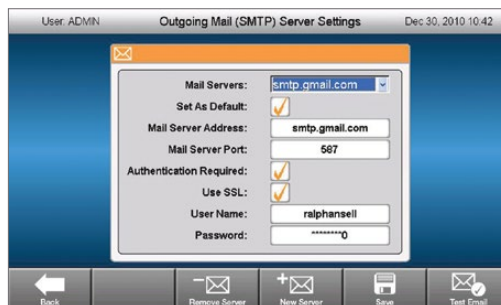 User: ADMIN Outgoing Mail (SMTP) Server Settings Dec 30, 2010 10:42
Mail Servers: smtp.gmail.com
Set As Default:
Mail Server Address: smtp.gmail.com
Mail Server Port: 587
Authentication Required:
Use SSL:
User Name: ralphansell
Password: ********0
Back Remove Server New Server Save Test Email